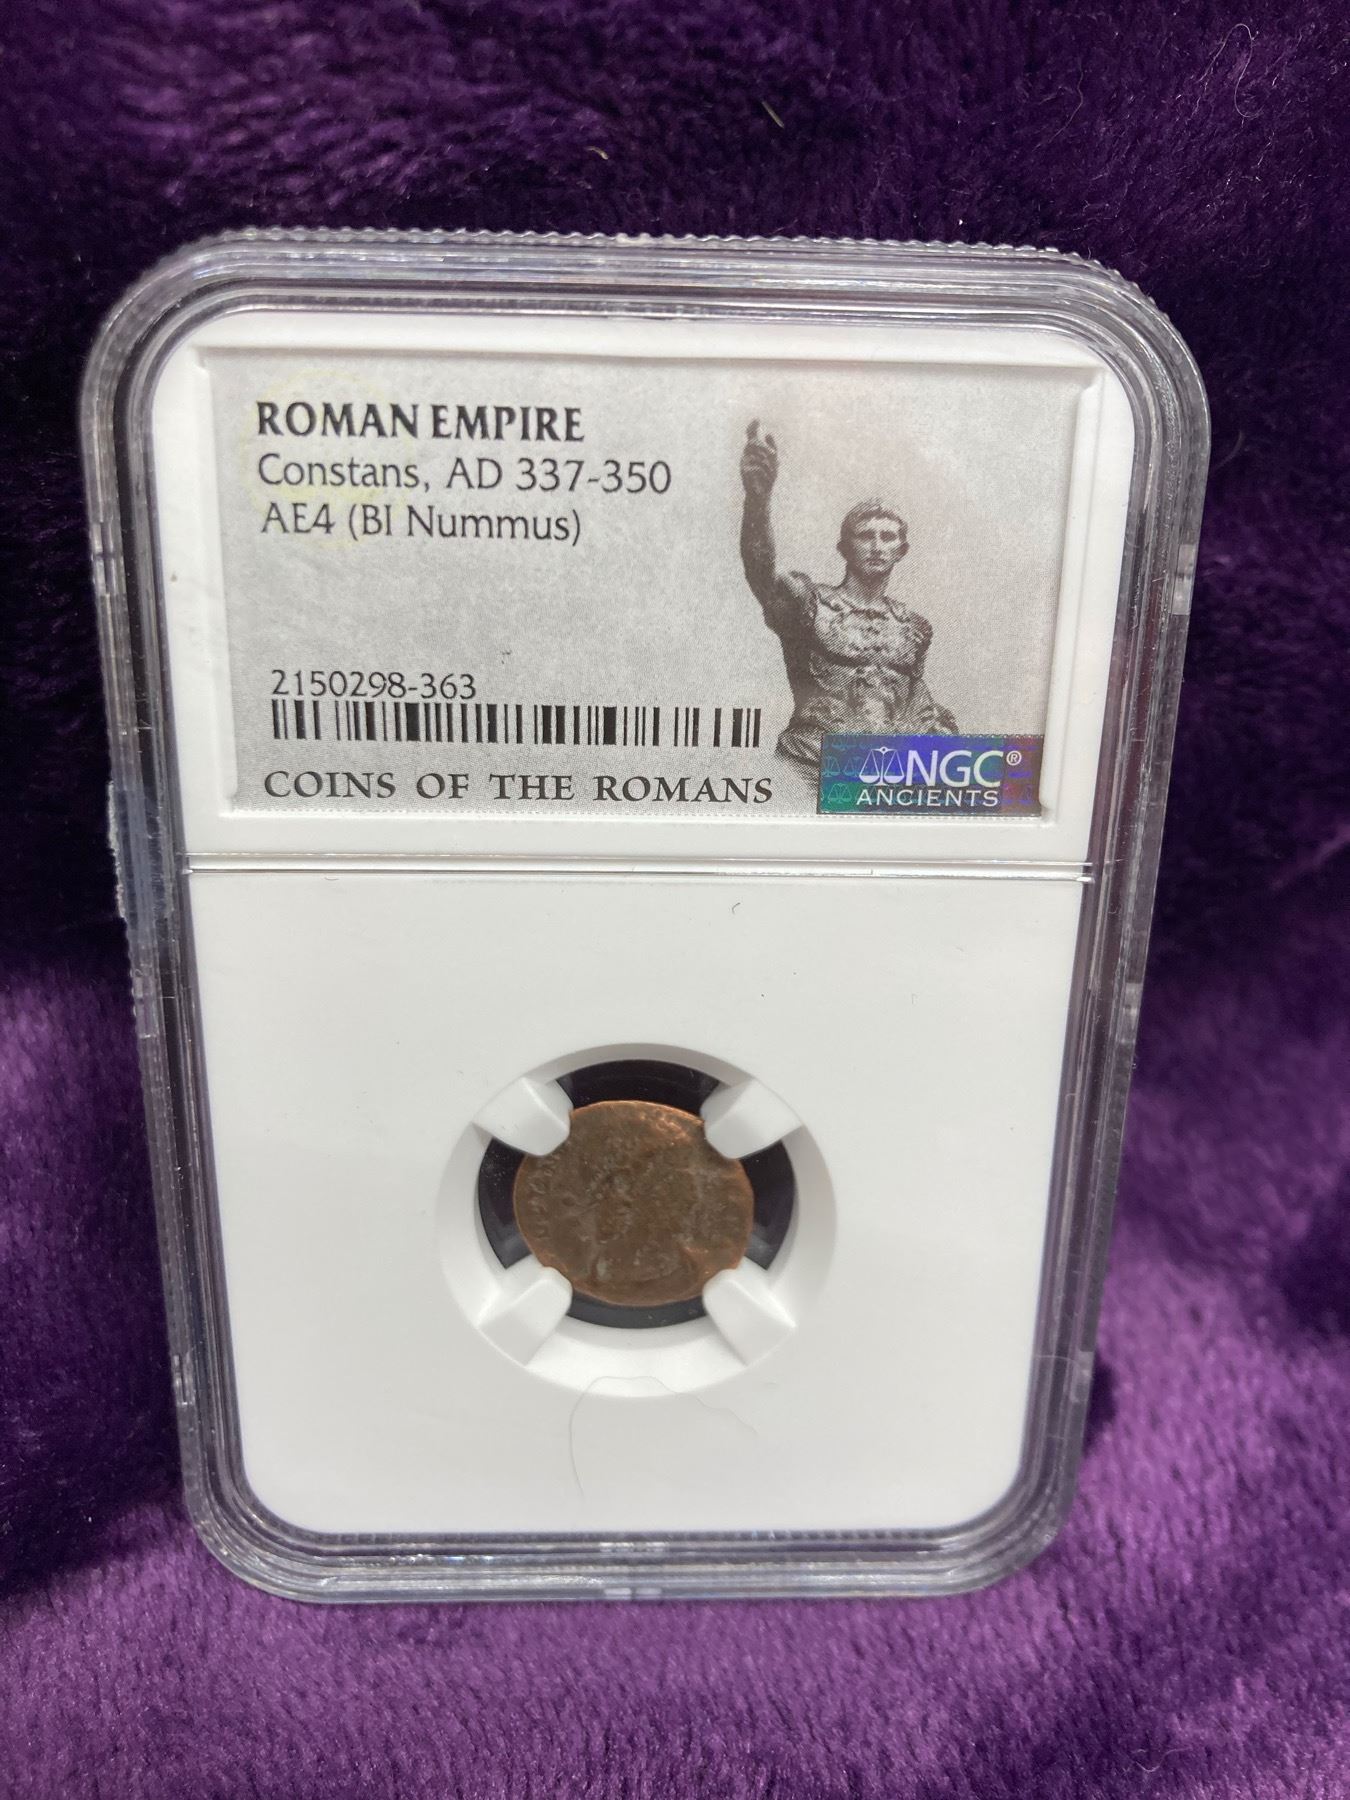 ROMAN EMPIRE
Constans, AD 337-350
AE4 (BI Nummus)
2150298-363
COINS OF THE ROMANS
NGC®
ANCIENTS